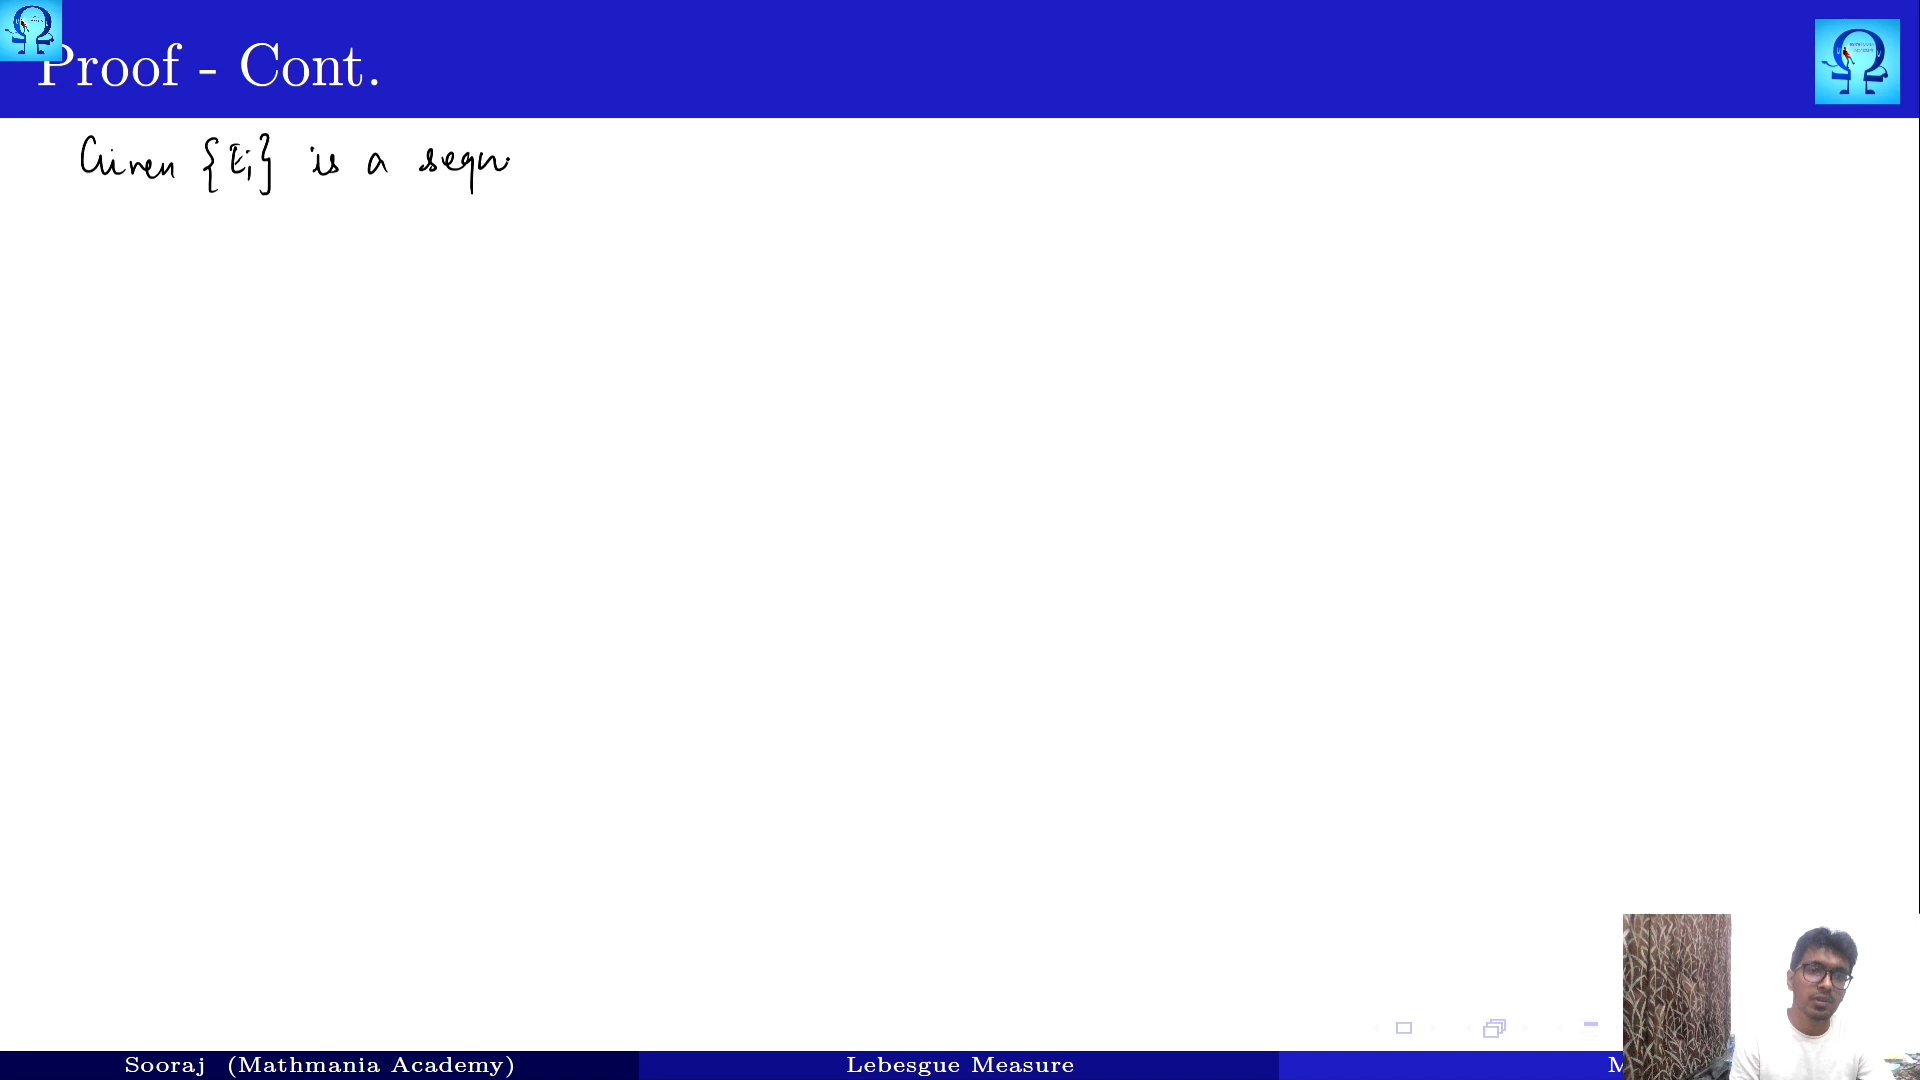 Proof - Cont.
Given {Ei} is a sequ
Sooraj (Mathmania Academy)
Lebesgue Measure
M